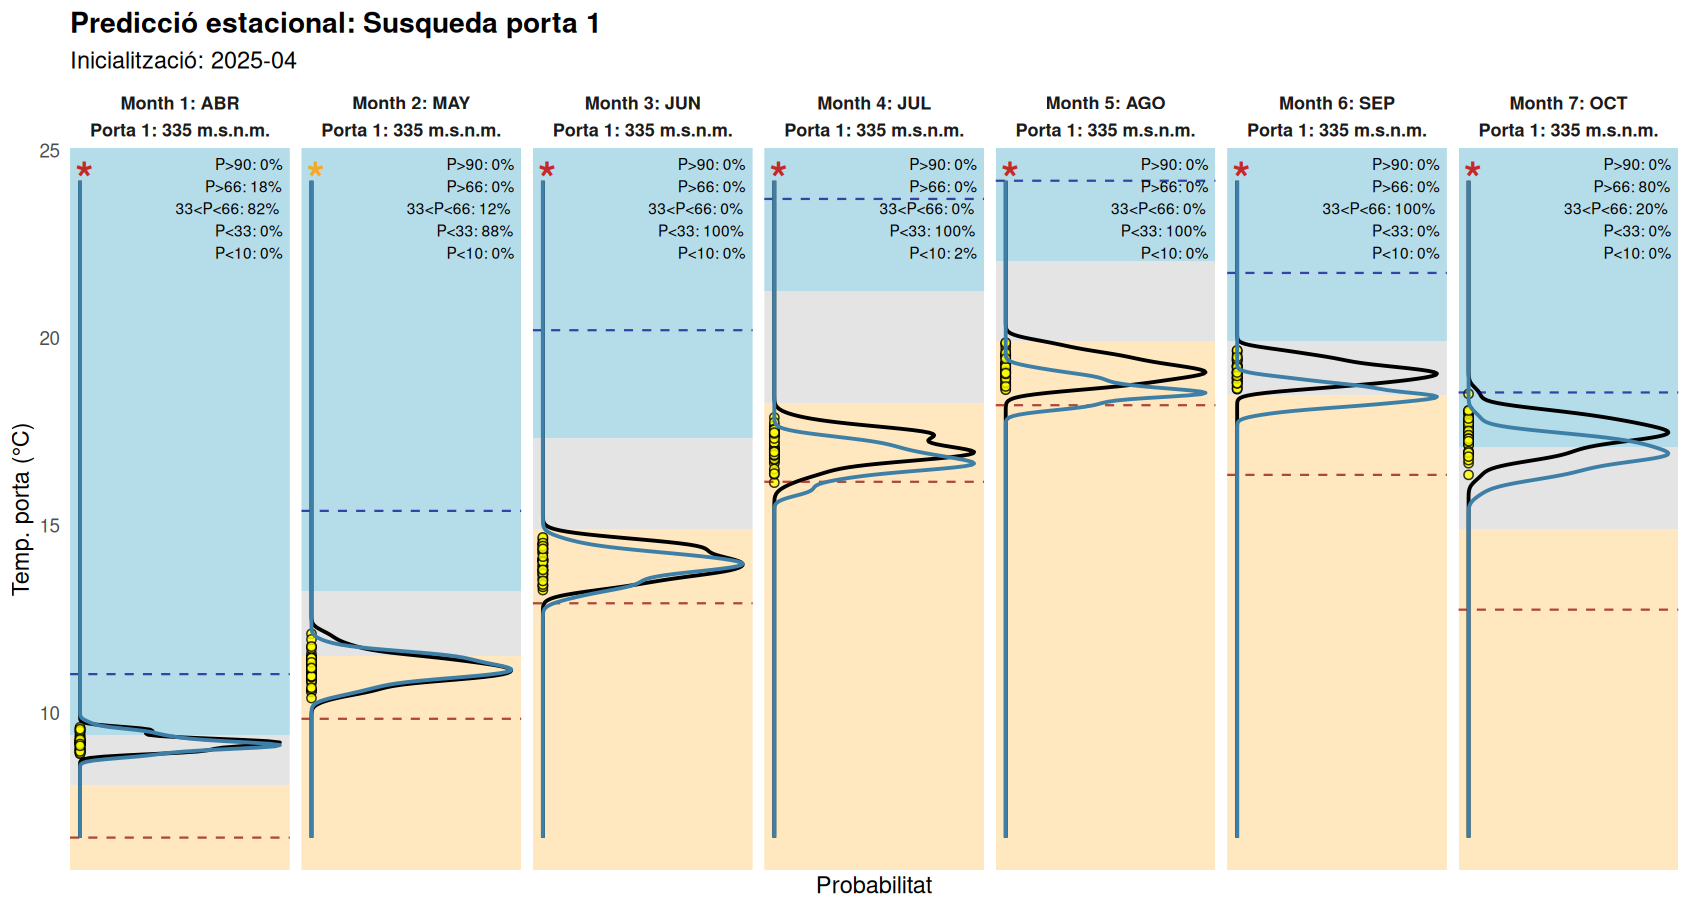 Predicció estacional: Susqueda porta 1
Inicialització: 2025-04
Month 1: ABR
Porta 1: 335 m.s.n.m.
Month 2: MAY
Porta 1: 335 m.s.n.m.
Month 3: JUN
Porta 1: 335 m.s.n.m.
Month 4: JUL
Porta 1: 335 m.s.n.m.
Month 5: AGO
Porta 1: 335 m.s.n.m.
Month 6: SEP
Porta 1: 335 m.s.n.m.
Month 7: OCT
Porta 1: 335 m.s.n.m.
Temp. porta (°C)
25
20
15
10
*
P>90: 0%
P>66: 18%
33<P<66: 82%
P<33: 0%
P<10: 0%
*
P>90: 0%
P>66: 0%
33<P<66: 12%
P<33: 88%
P<10: 0%
*
P>90: 0%
P>66: 0%
33<P<66: 0%
P<33: 100%
P<10: 0%
*
P>90: 0%
P>66: 0%
33<P<66: 0%
P<33: 100%
P<10: 2%
*
P>90: 0%
P>66: 0%
33<P<66: 0%
P<33: 100%
P<10: 0%
*
P>90: 0%
P>66: 0%
33<P<66: 100%
P<33: 0%
P<10: 0%
*
P>90: 0%
P>66: 80%
33<P<66: 20%
P<33: 0%
P<10: 0%
Probabilitat